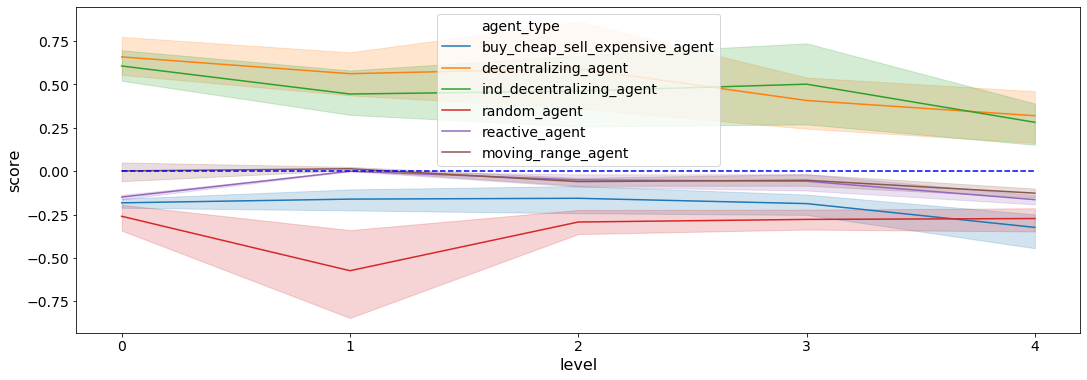 agent_type
buy_cheap_sell_expensive_agent
decentralizing_agent
ind_decentralizing_agent
random_agent
reactive_agent
moving_range_agent
score
0.75
0.50
0.25
0.00
−0.25
−0.50
−0.75
0 1 2 3 4
level